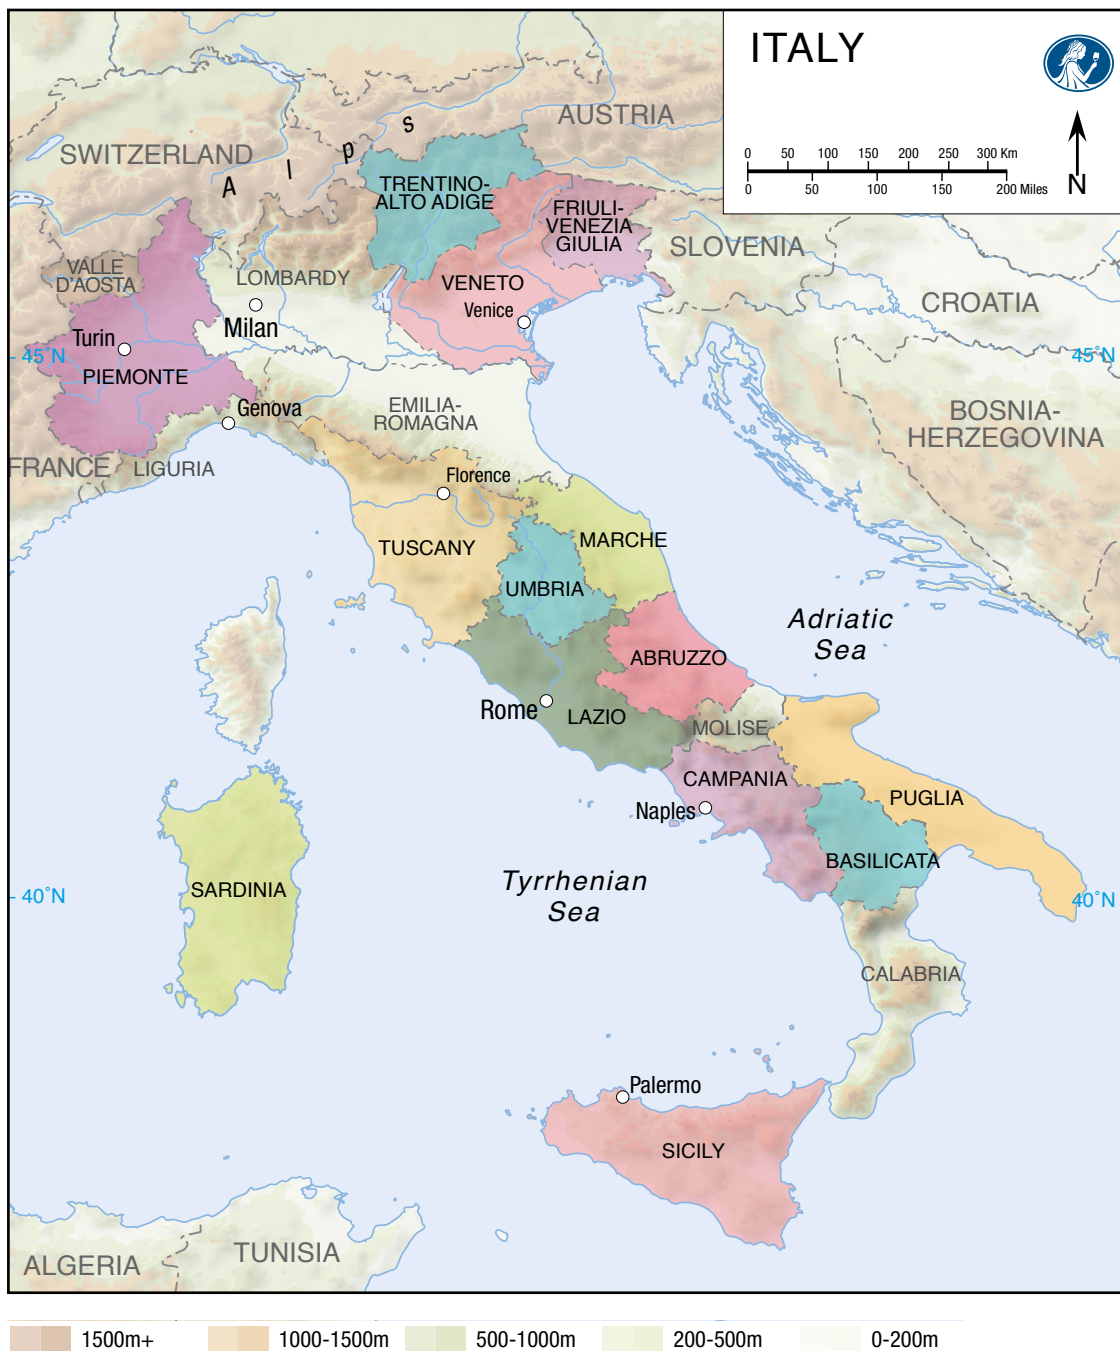 ITALY
0 50 100 150 200 250 300 Km
0 50 100 150 200 Miles
N
AUSTRIA
SWITZERLAND
Alps
TRENTINO-
ALTO ADIGE
FRIULI-
VENEZIA
GIULIA
SLOVENIA
VALLE
D'AOSTA
LOMBARDY
VENETO
CROATIA
Venice
Milan
Turin
45˚N
45˚N
PIEMONTE
Genova
EMILIA-
ROMAGNA
BOSNIA-
HERZEGOVINA
FRANCE
LIGURIA
Florence
TUSCANY
MARCHE
UMBRIA
Adriatic
Sea
ABRUZZO
Rome
LAZIO
MOLISE
CAMPANIA
Naples
PUGLIA
BASILICATA
SARDINIA
Tyrrhenian
Sea
40˚N
40˚N
CALABRIA
Palermo
SICILY
TUNISIA
ALGERIA
1500m+
1000-1500m
500-1000m
200-500m
0-200m